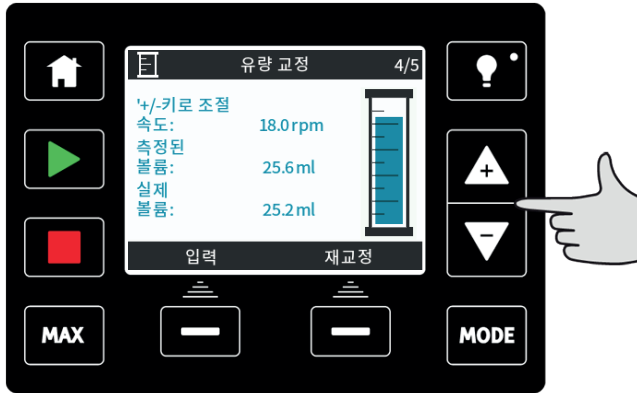 유량 교정 4/5
'+/-키로 조절
속도: 18.0 rpm
측정된
볼륨: 25.6 ml
실제
볼륨: 25.2 ml
입력 재교정
+
−
MAX
MODE